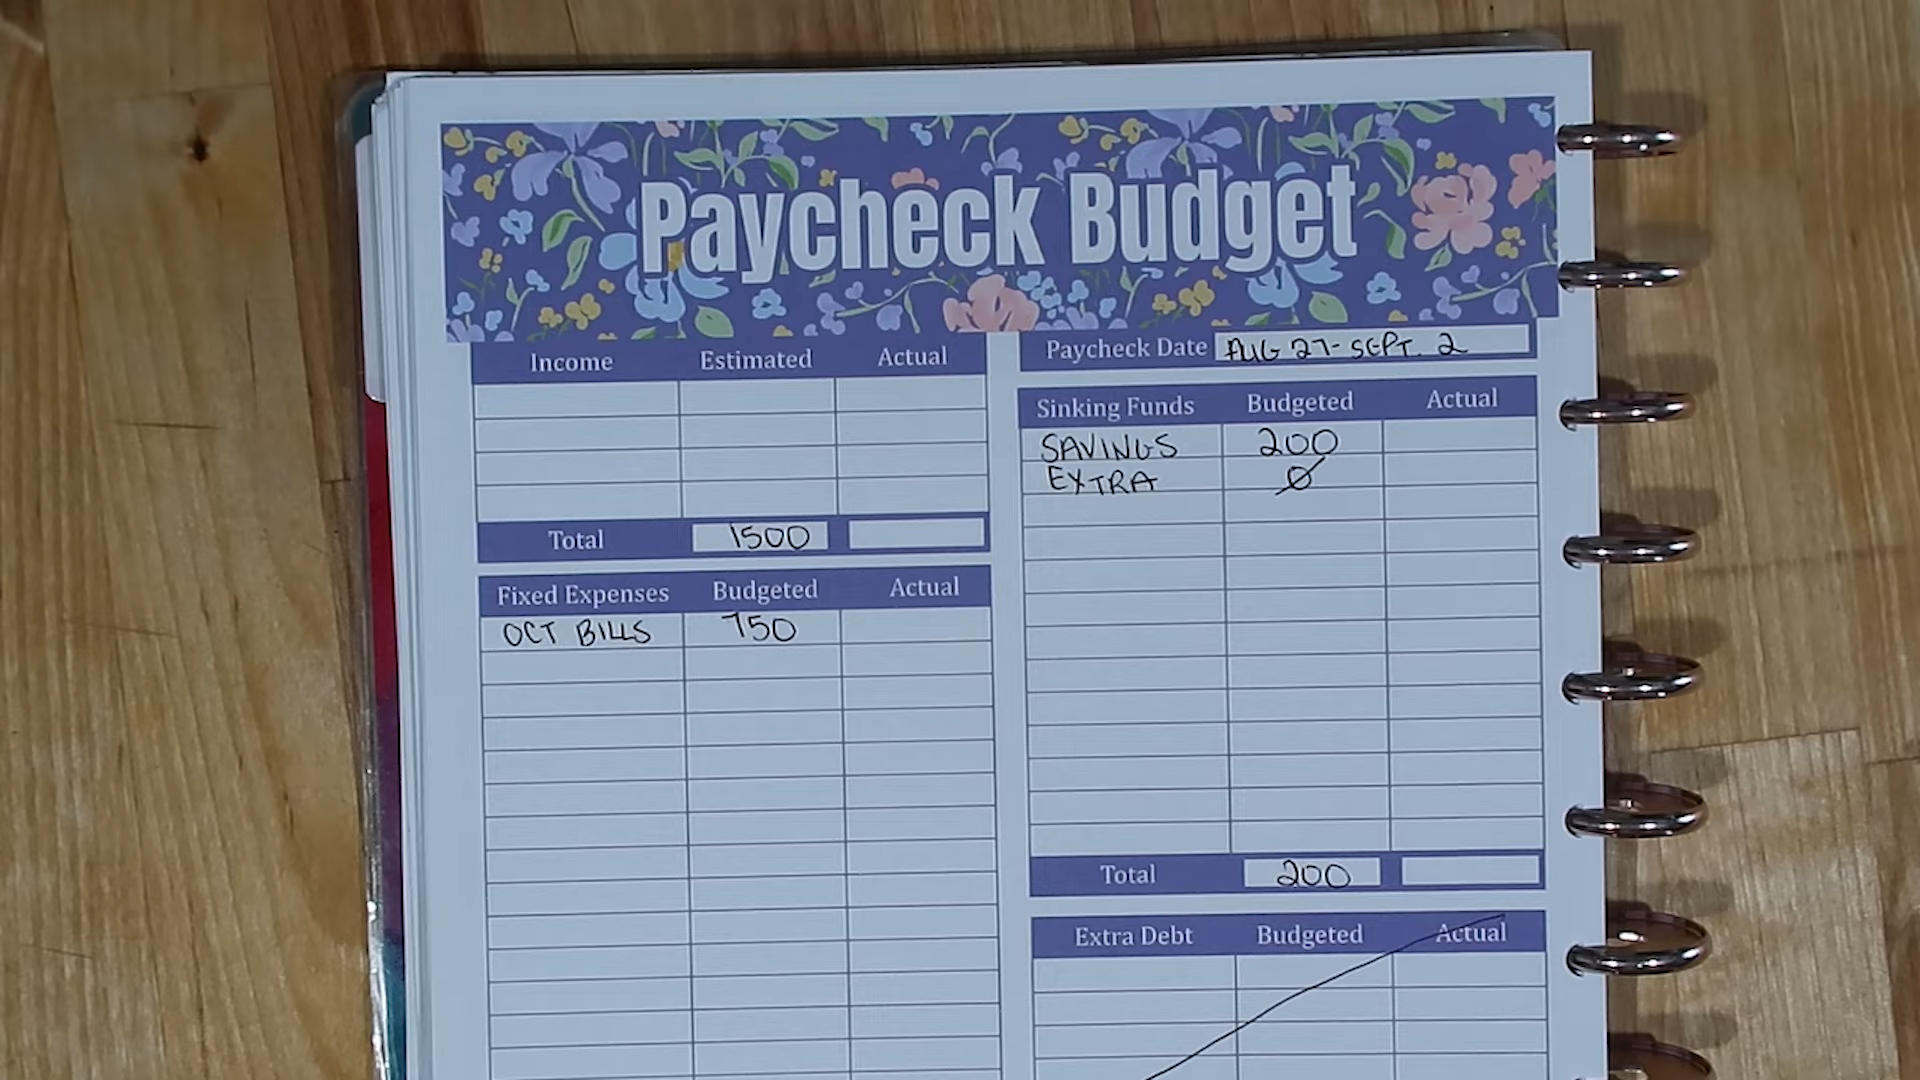 Paycheck Budget
Income Estimated Actual
Total 1500
Fixed Expenses Budgeted Actual
OCT BILLS 750
Paycheck Date AUG 27- SEPT. 2
Sinking Funds Budgeted Actual
SAVINGS 200
EXTRA Ø
Total 200
Extra Debt Budgeted Actual